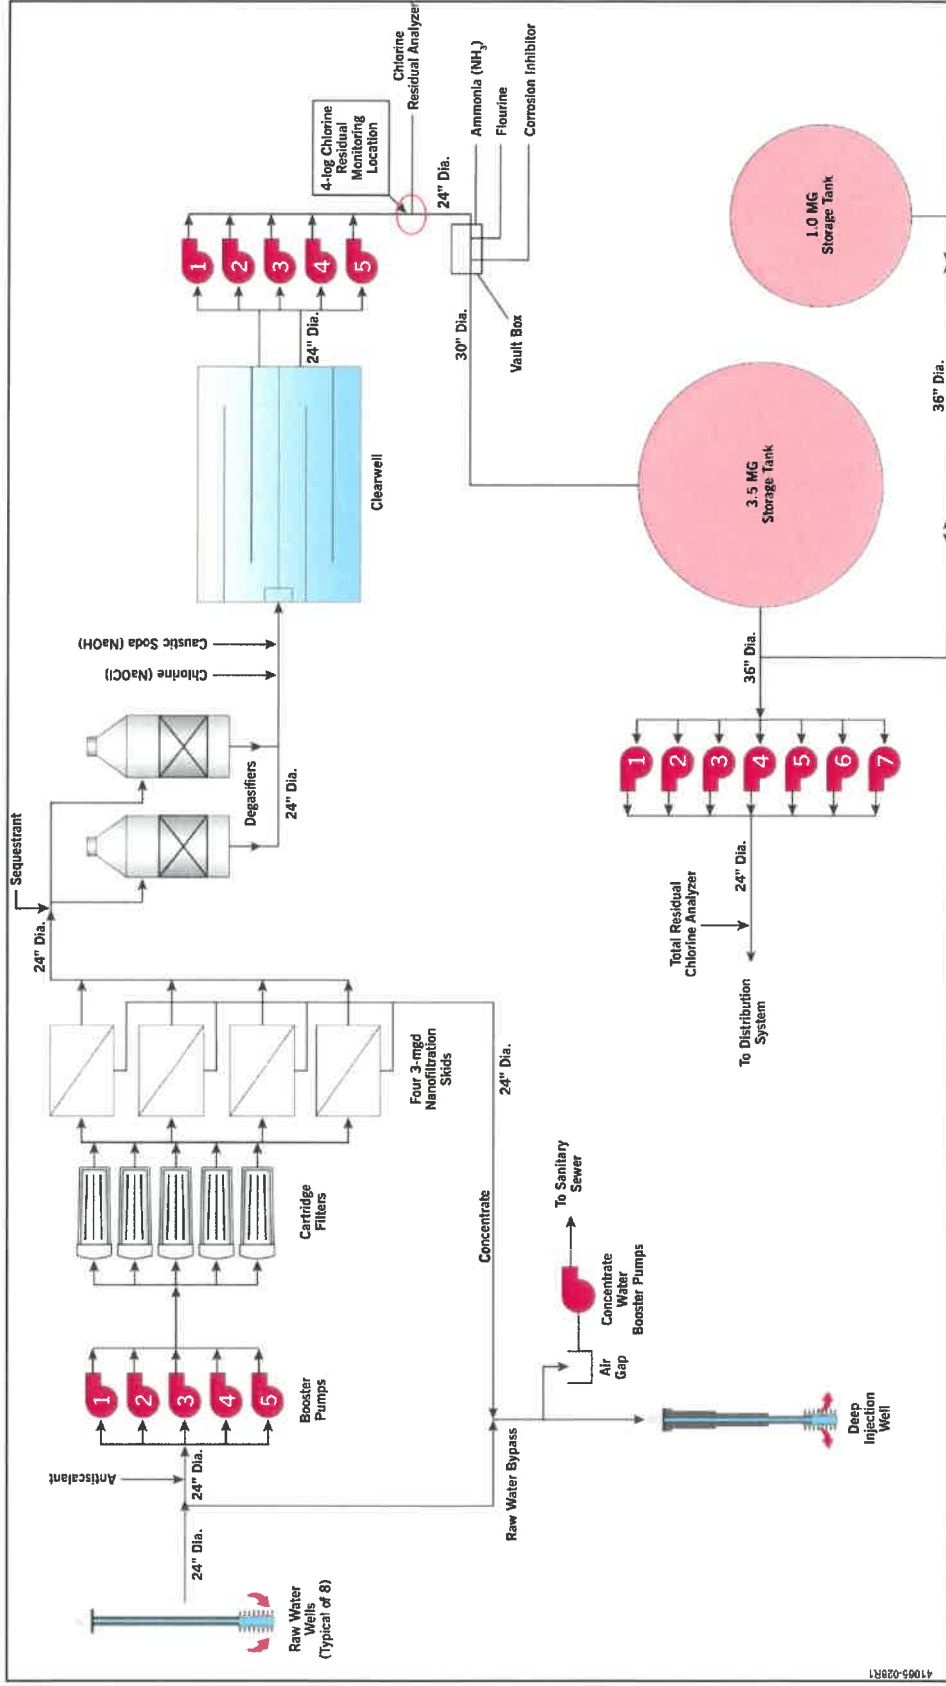 Raw Water
Wells
(Typical of 8)
24" Dia.
24" Dia.
Antiscalant
1
2
3
4
5
Booster
Pumps
Cartridge
Filters
Four 3-mgd
Nanofiltration
Skids
24" Dia.
Sequestrant
Degasifiers
24" Dia.
Chlorine (NaOCl)
Caustic Soda (NaOH)
Clearwell
24" Dia.
1
2
3
4
5
4-log Chlorine
Residual
Monitoring
Location
Chlorine
Residual Analyzer
24" Dia.
Ammonia (NH3)
Flourine
Corrosion Inhibitor
Vault Box
30" Dia.
Raw Water Bypass
Concentrate
24" Dia.
Air
Gap
Concentrate
Water
Booster Pumps
To Sanitary
Sewer
Deep
Injection
Well
To Distribution
System
Total Residual
Chlorine Analyzer
24" Dia.
1
2
3
4
5
6
7
36" Dia.
3.5 MG
Storage Tank
1.0 MG
Storage Tank
36" Dia.
41065-028R1